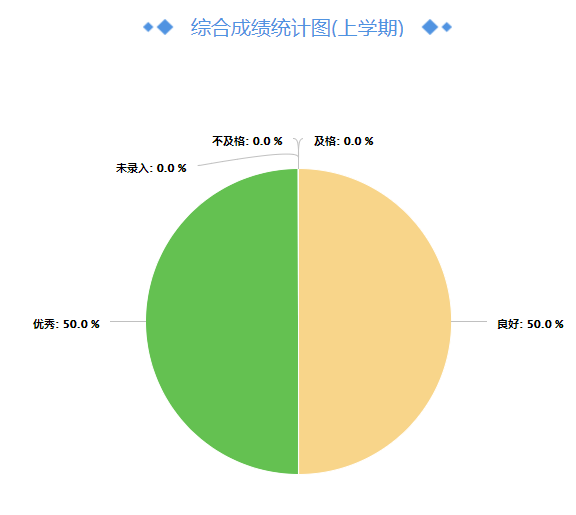 综合成绩统计图(上学期)
不及格: 0.0 %
及格: 0.0 %
未录入: 0.0 %
优秀: 50.0 %
良好: 50.0 %